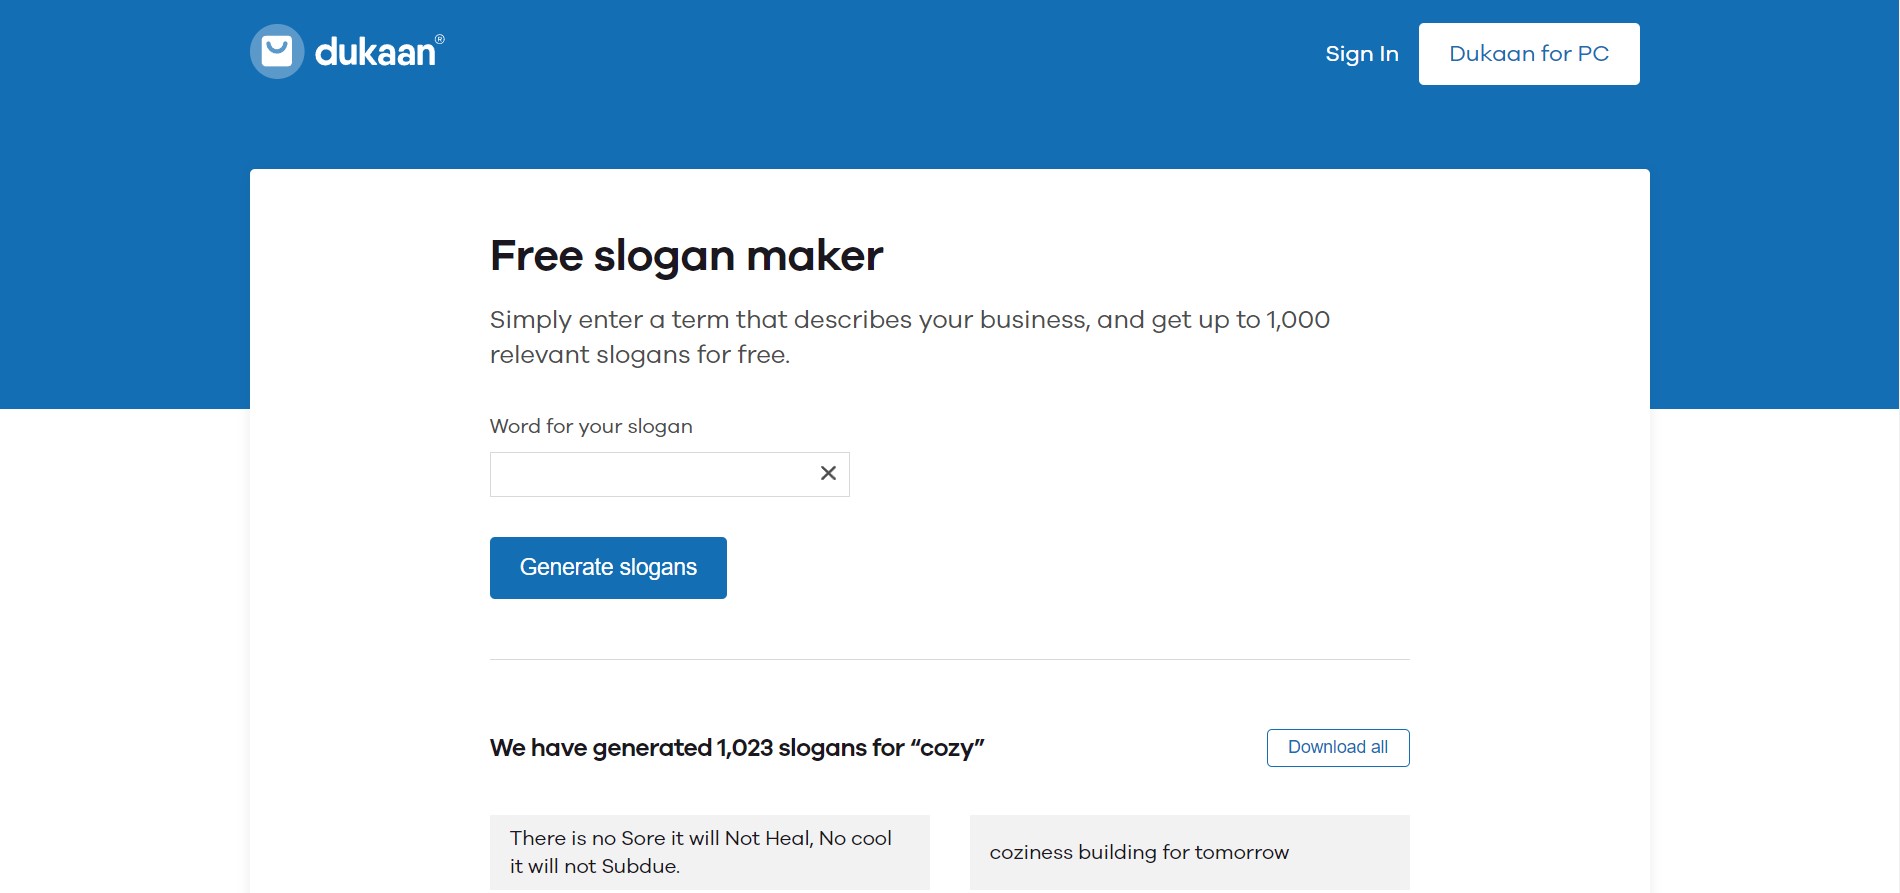 dukaan®
Sign In
Dukaan for PC
Free slogan maker
Simply enter a term that describes your business, and get up to 1,000
relevant slogans for free.
Word for your slogan
Generate slogans
We have generated 1,023 slogans for “cozy”
Download all
There is no Sore it will Not Heal, No cool
it will not Subdue.
coziness building for tomorrow